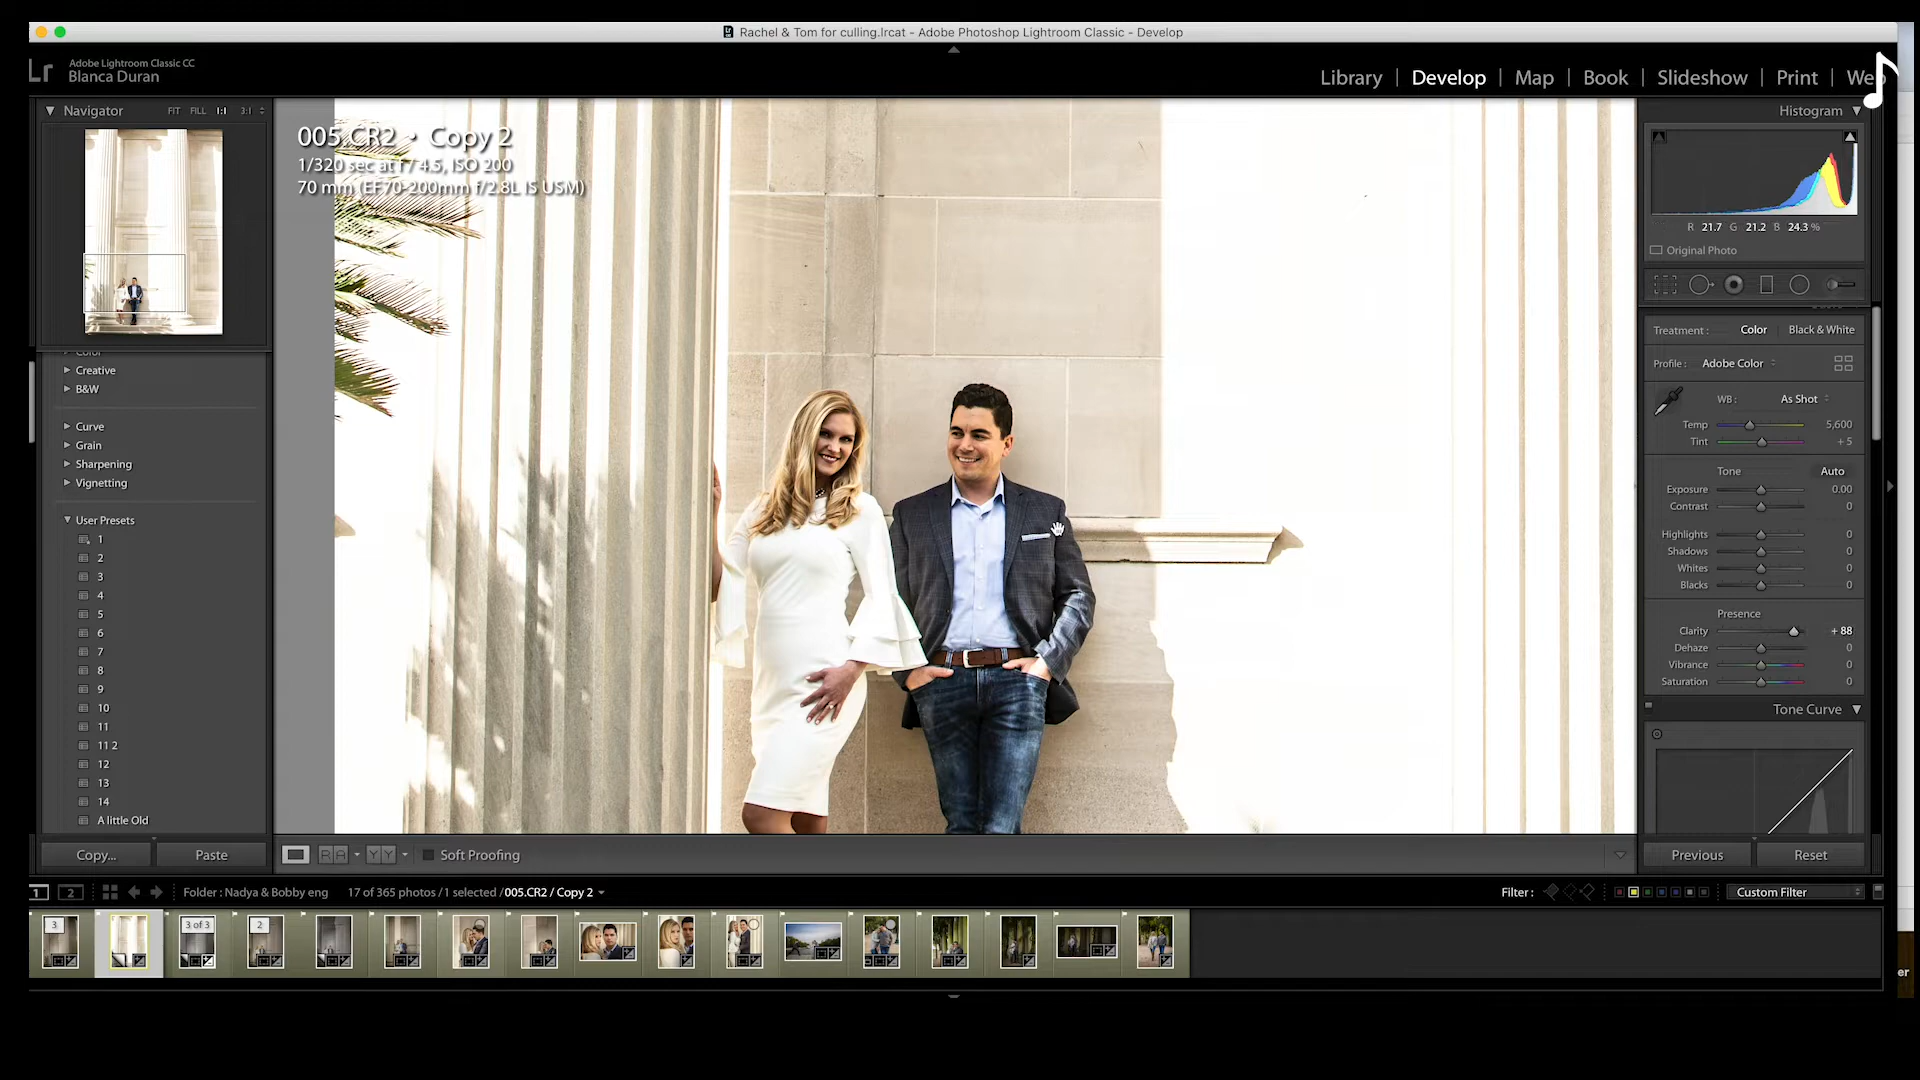 Rachel & Tom for culling.lrcat - Adobe Photoshop Lightroom Classic - Develop
Lr
Adobe Lightroom Classic CC
Blanca Duran
Library | Develop | Map | Book | Slideshow | Print | We
Navigator FIT FILL 1:1 3:1
Histogram
005.CR2 • Copy 2
1/320 sec at f / 4.5, ISO 200
70 mm (EF70-200mm f/2.8L IS USM)
R 21.7 G 21.2 B 24.3 %
Original Photo
Treatment : Color Black & White
Profile : Adobe Color
WB : As Shot
Temp 5,600
Tint + 5
Tone Auto
Exposure 0.00
Contrast 0
Highlights 0
Shadows 0
Whites 0
Blacks 0
Presence
Clarity + 88
Dehaze 0
Vibrance 0
Saturation 0
Tone Curve
Color
Creative
B&W
Curve
Grain
Sharpening
Vignetting
User Presets
1
2
3
4
5
6
7
8
9
10
11
11 2
12
13
14
A little Old
Copy... Paste
R A Y Y Soft Proofing
Previous Reset
1 2 Folder : Nadya & Bobby eng 17 of 365 photos / 1 selected / 005.CR2 / Copy 2
Filter : Custom Filter
3
3 of 3
2
er